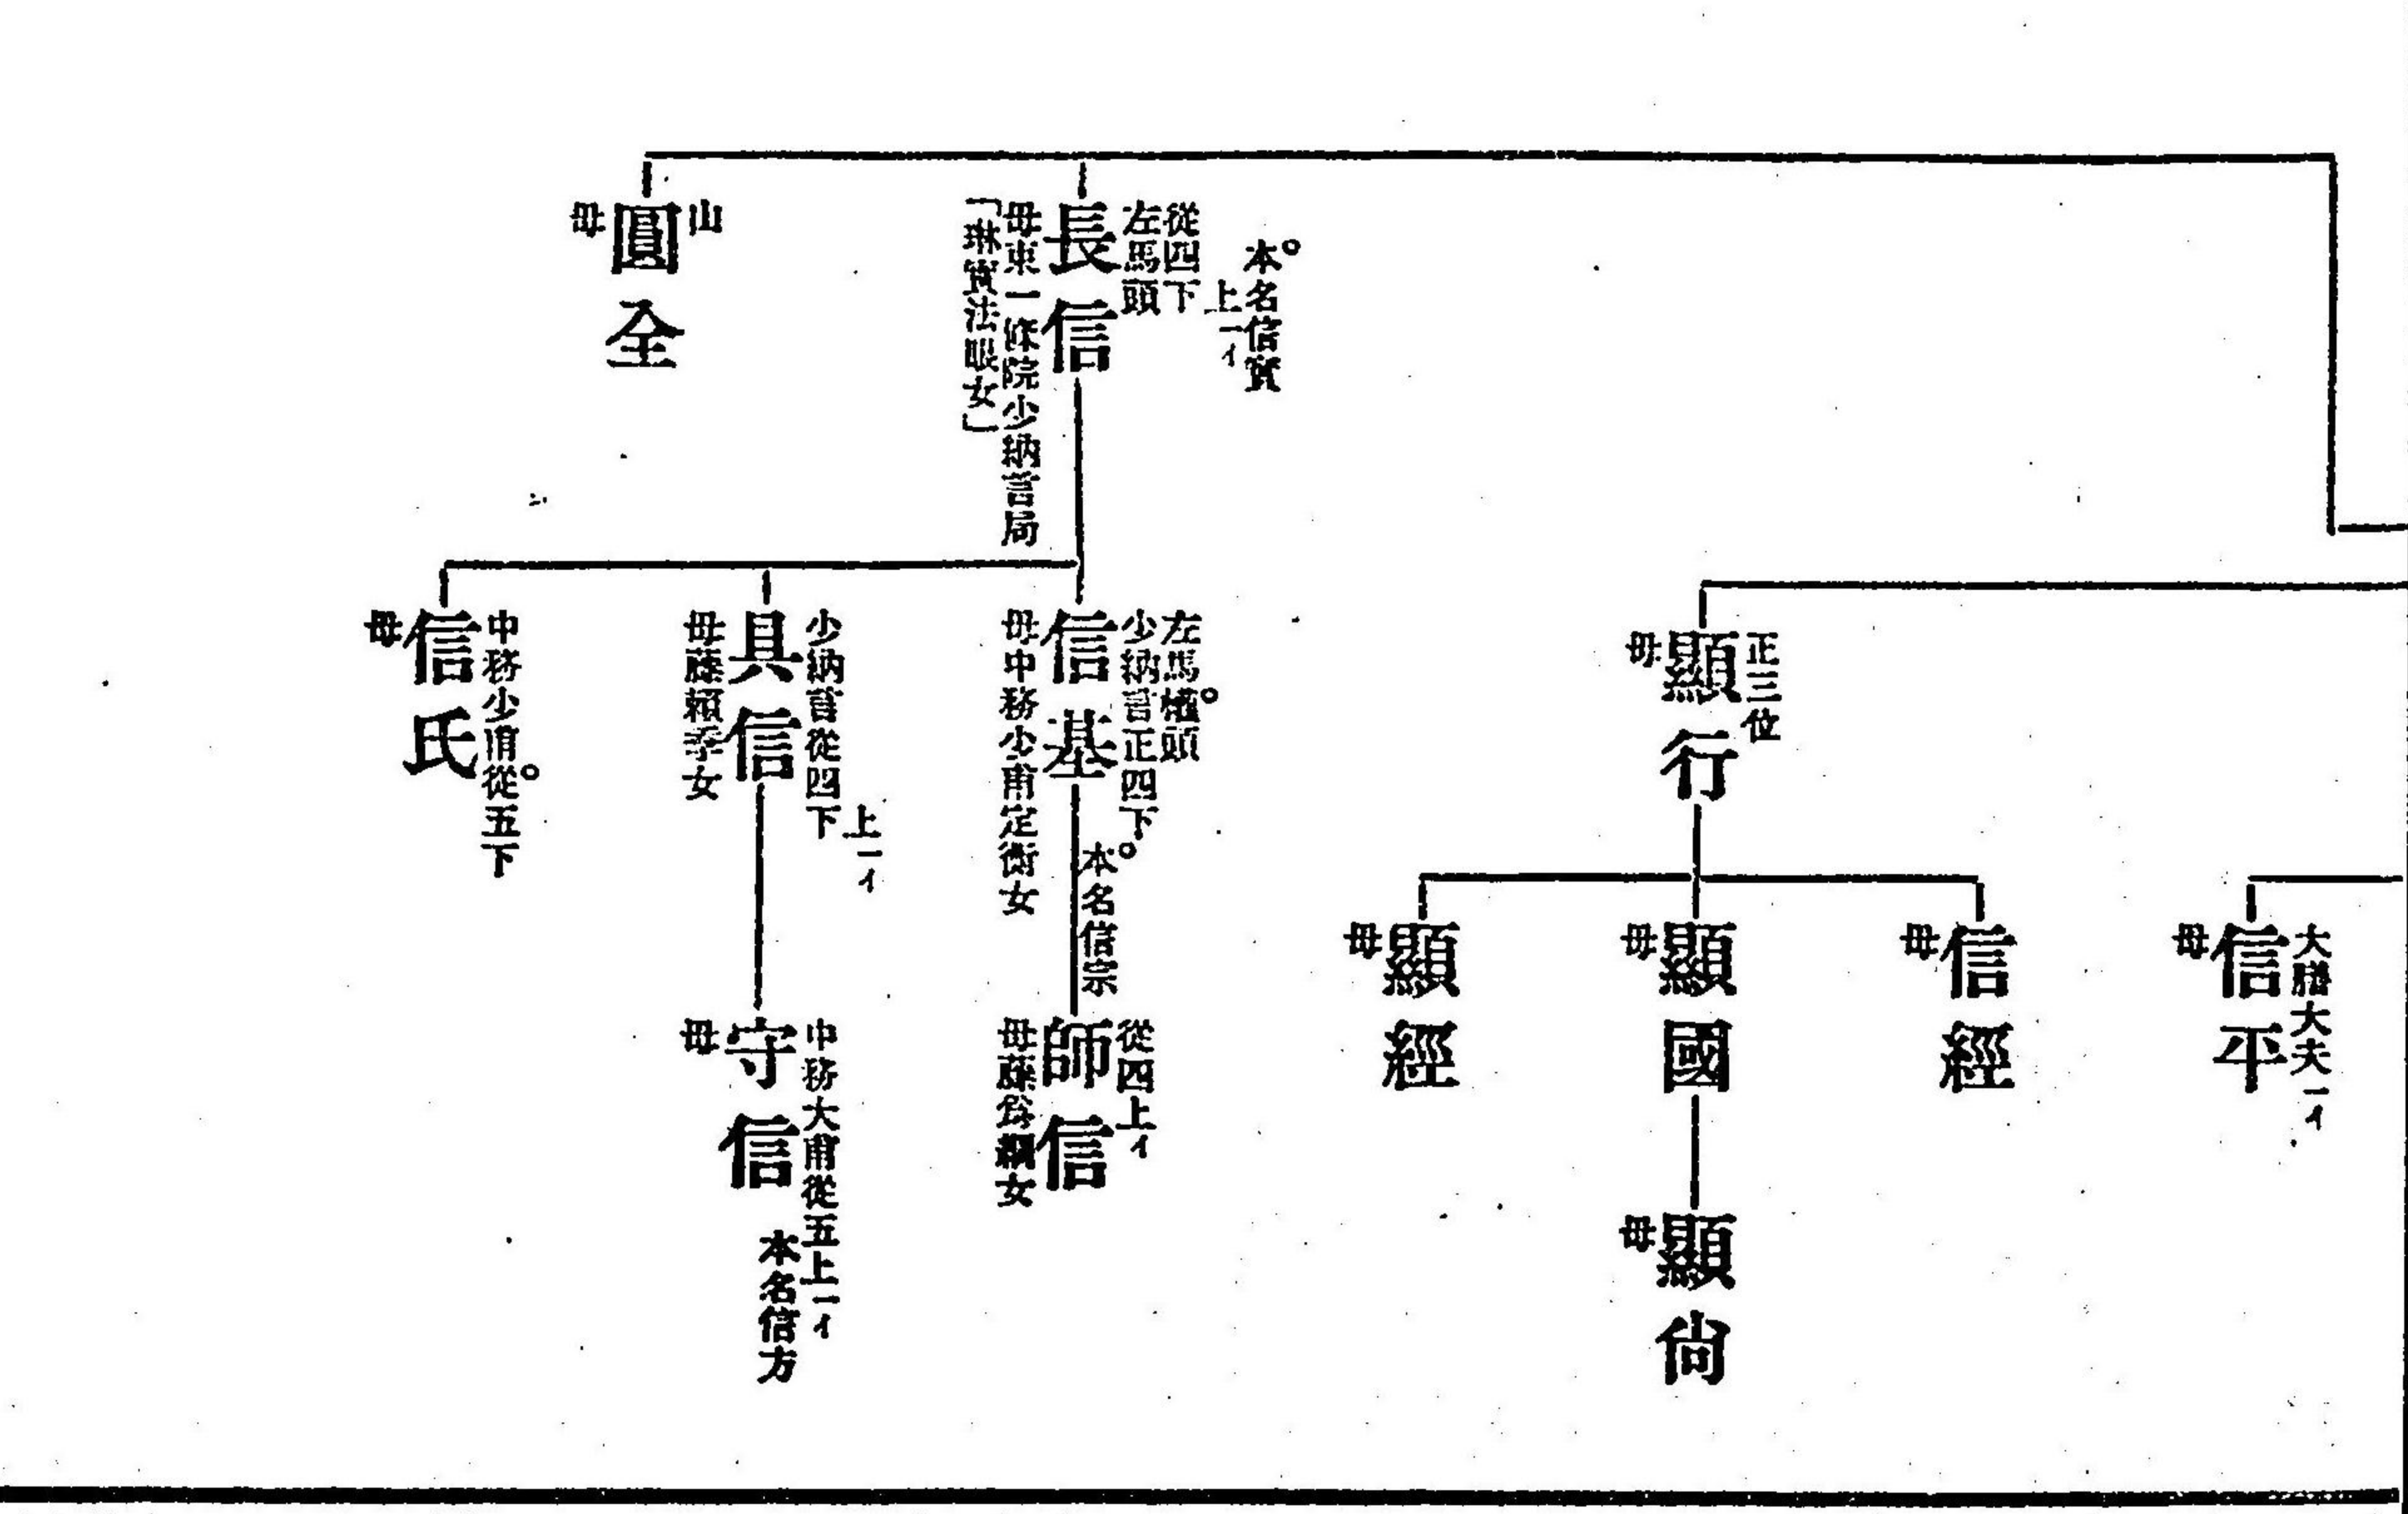 大膳大夫一イ
信平
母
信經
母
正三位
顯行
母
顯國
母
顯尙
母
顯經
母
本名信實
上一イ
從四下
左馬頭
長信
母東一條院少納言局
「琳實法眼女」
左馬權頭
少納言正四下
本名信宗
信基
母中務少甫定衡女
從四上イ
師信
母藤爲綱女
上一イ
少納言從四下
具信
母藤賴季女
中務大甫從五上一イ
本名信方
守信
母
中務少甫從五下
信氏
母
山
圓全
母